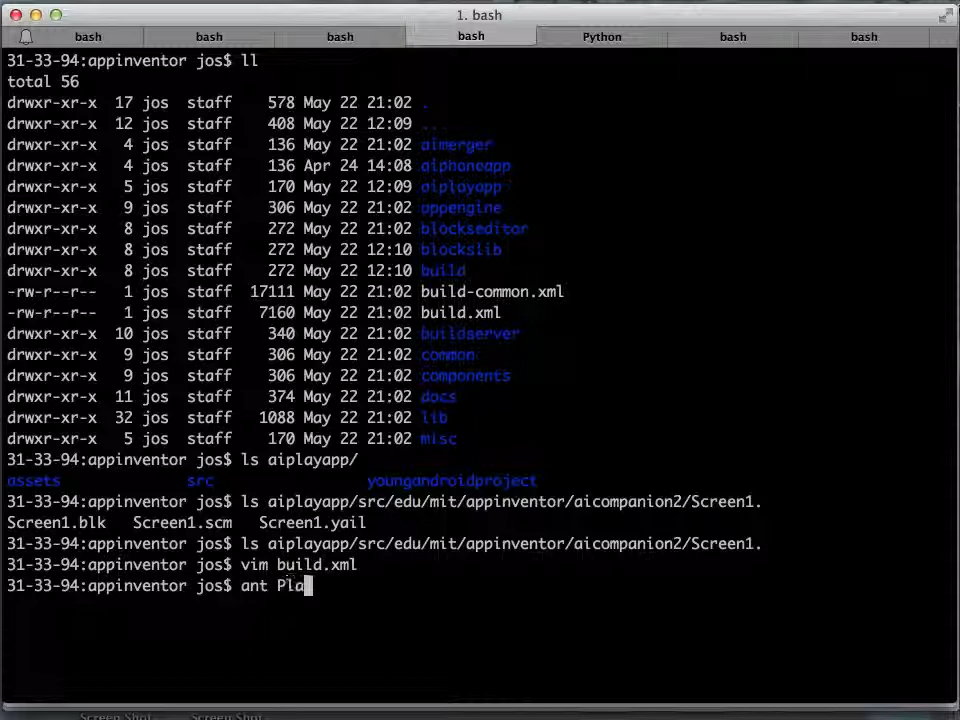 1. bash
bash bash bash bash Python bash bash
31-33-94:appinventor jos$ ll
total 56
drwxr-xr-x 17 jos staff 578 May 22 21:02 .
drwxr-xr-x 12 jos staff 408 May 22 12:09 ..
drwxr-xr-x 4 jos staff 136 May 22 21:02 aimerger
drwxr-xr-x 4 jos staff 136 Apr 24 14:08 aiphoneapp
drwxr-xr-x 5 jos staff 170 May 22 12:09 aiplayapp
drwxr-xr-x 9 jos staff 306 May 22 21:02 appengine
drwxr-xr-x 8 jos staff 272 May 22 21:02 blockseditor
drwxr-xr-x 8 jos staff 272 May 22 12:10 blockslib
drwxr-xr-x 8 jos staff 272 May 22 12:10 build
-rw-r--r-- 1 jos staff 17111 May 22 21:02 build-common.xml
-rw-r--r-- 1 jos staff 7160 May 22 21:02 build.xml
drwxr-xr-x 10 jos staff 340 May 22 21:02 buildserver
drwxr-xr-x 9 jos staff 306 May 22 21:02 common
drwxr-xr-x 9 jos staff 306 May 22 21:02 components
drwxr-xr-x 11 jos staff 374 May 22 21:02 docs
drwxr-xr-x 32 jos staff 1088 May 22 21:02 lib
drwxr-xr-x 5 jos staff 170 May 22 21:02 misc
31-33-94:appinventor jos$ ls aiplayapp/
assets src youngandroidproject
31-33-94:appinventor jos$ ls aiplayapp/src/edu/mit/appinventor/aicompanion2/Screen1.
Screen1.blk Screen1.scm Screen1.yail
31-33-94:appinventor jos$ ls aiplayapp/src/edu/mit/appinventor/aicompanion2/Screen1.
31-33-94:appinventor jos$ vim build.xml
31-33-94:appinventor jos$ ant Pla
Screen Shot Screen Shot